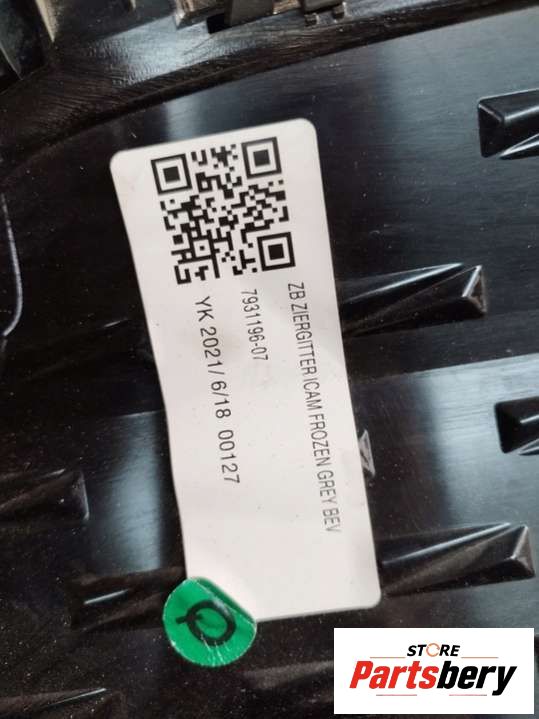 ZB ZIERGITTER ICAM FROZEN GREY BEV
7931196-07
YK 2021/ 6/18 00127
Q
STORE
Partsbery